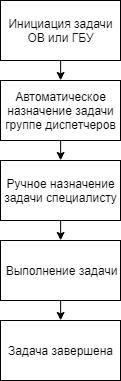 Инициация задачи
ОВ или ГБУ
Автоматическое
назначение задачи
группе диспетчеров
Ручное назначение
задачи специалисту
Выполнение задачи
Задача завершена